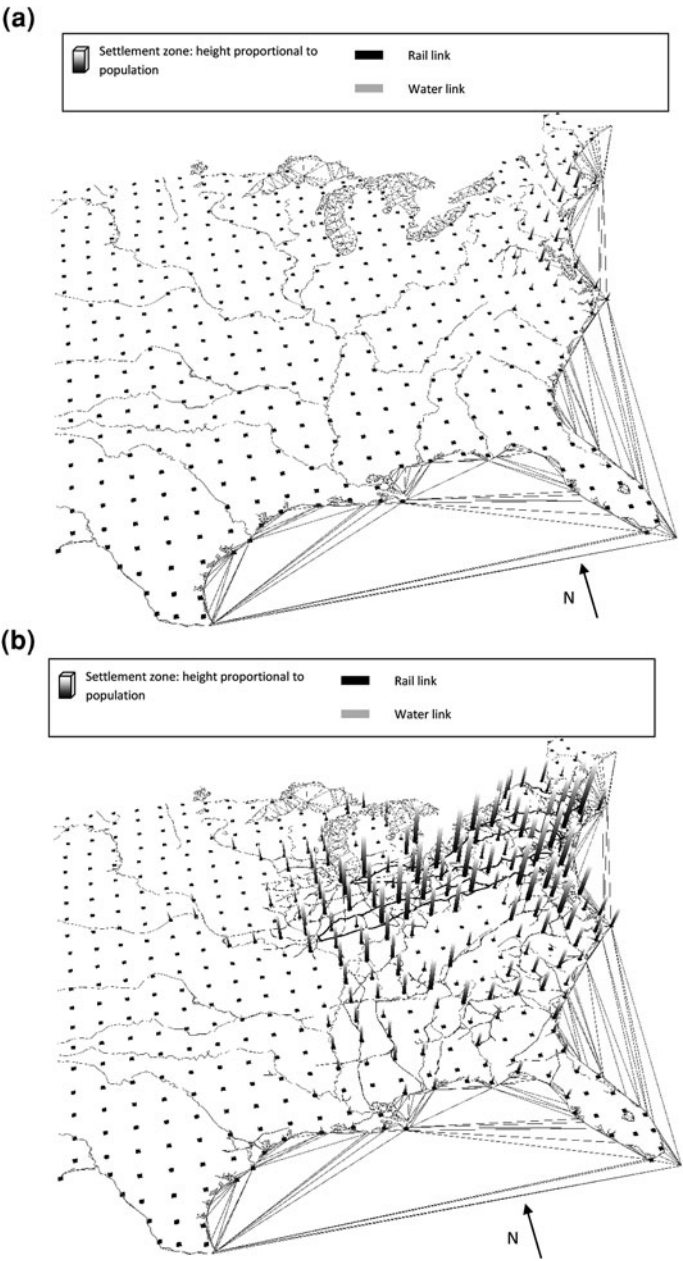 (a)
Settlement zone: height proportional to
population
Rail link
Water link
N
(b)
Settlement zone: height proportional to
population
Rail link
Water link
N